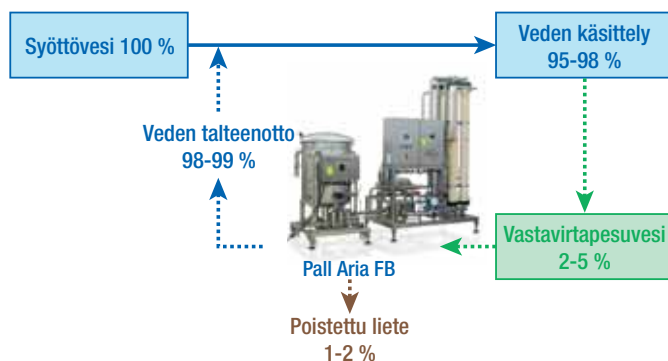 Syöttövesi 100 %
Veden käsittely
95-98 %
Veden talteenotto
98-99 %
Vastavirtapesuvesi
2-5 %
Pall Aria FB
Poistettu liete
1-2 %